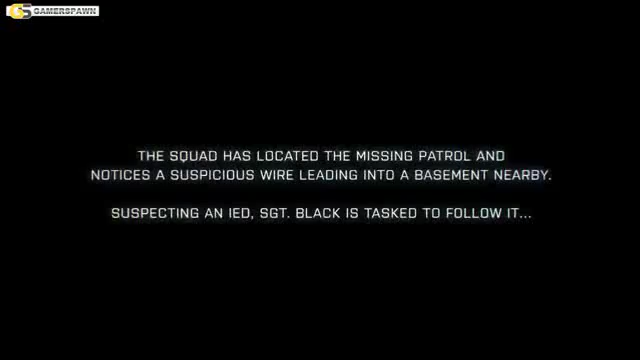 GAMERSPAWN
THE SQUAD HAS LOCATED THE MISSING PATROL AND
NOTICES A SUSPICIOUS WIRE LEADING INTO A BASEMENT NEARBY.
SUSPECTING AN IED, SGT. BLACK IS TASKED TO FOLLOW IT...